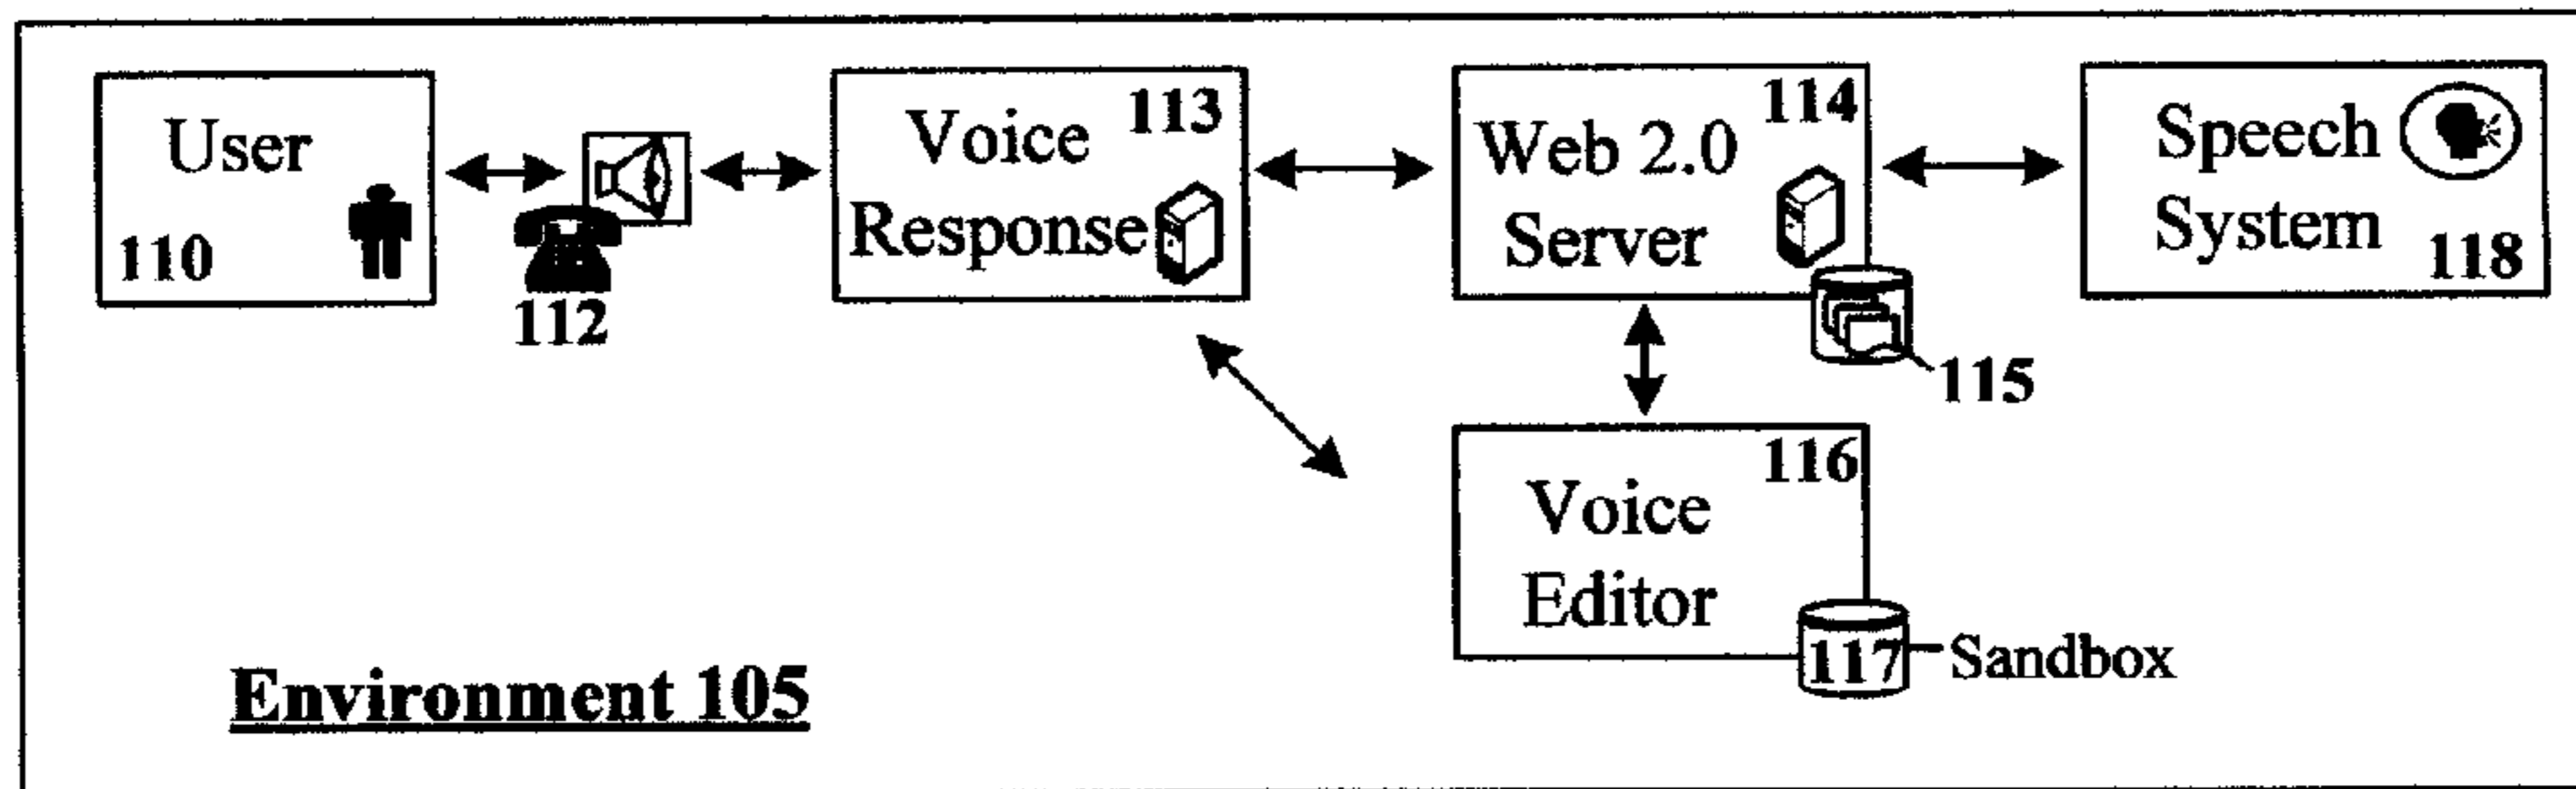 User
110
112
Voice
Response
113
Web 2.0
Server
114
115
Speech
System
118
Voice
Editor
116
117
Sandbox
Environment 105